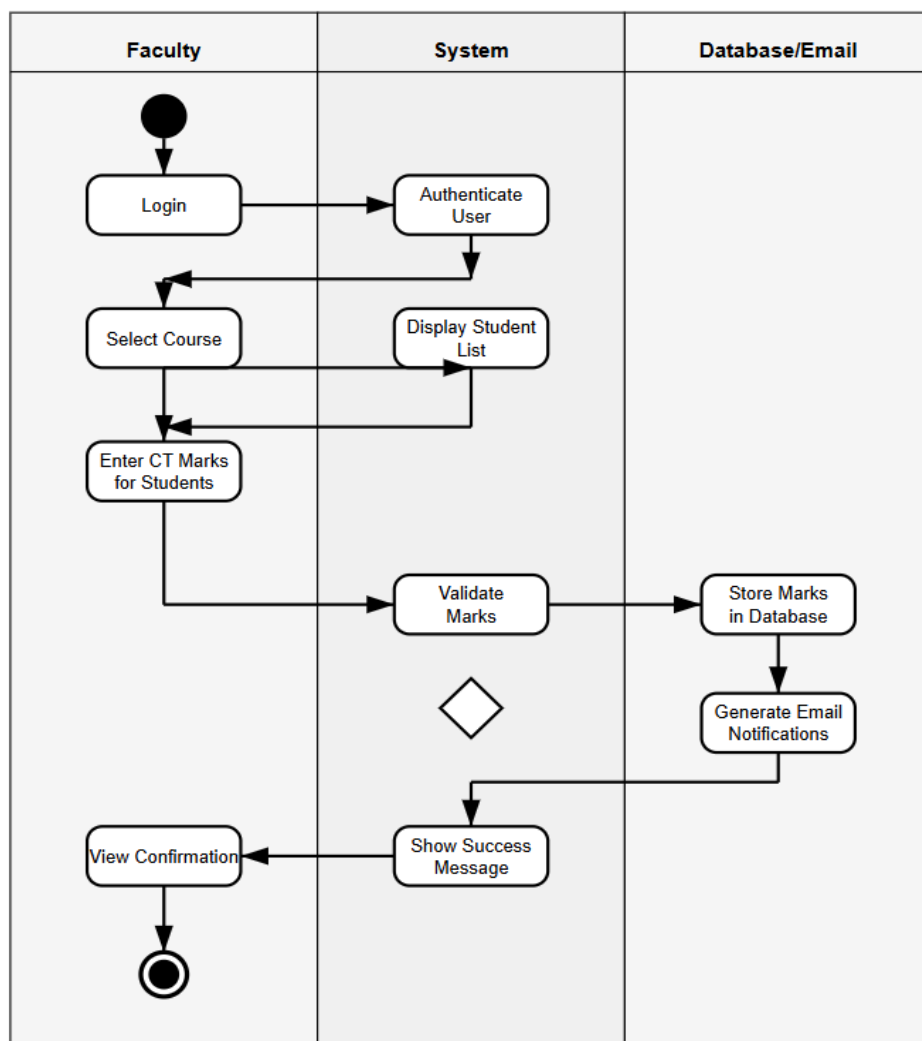 Faculty
System
Database/Email
Login
Authenticate
User
Select Course
Display Student
List
Enter CT Marks
for Students
Validate
Marks
Store Marks
in Database
Generate Email
Notifications
View Confirmation
Show Success
Message